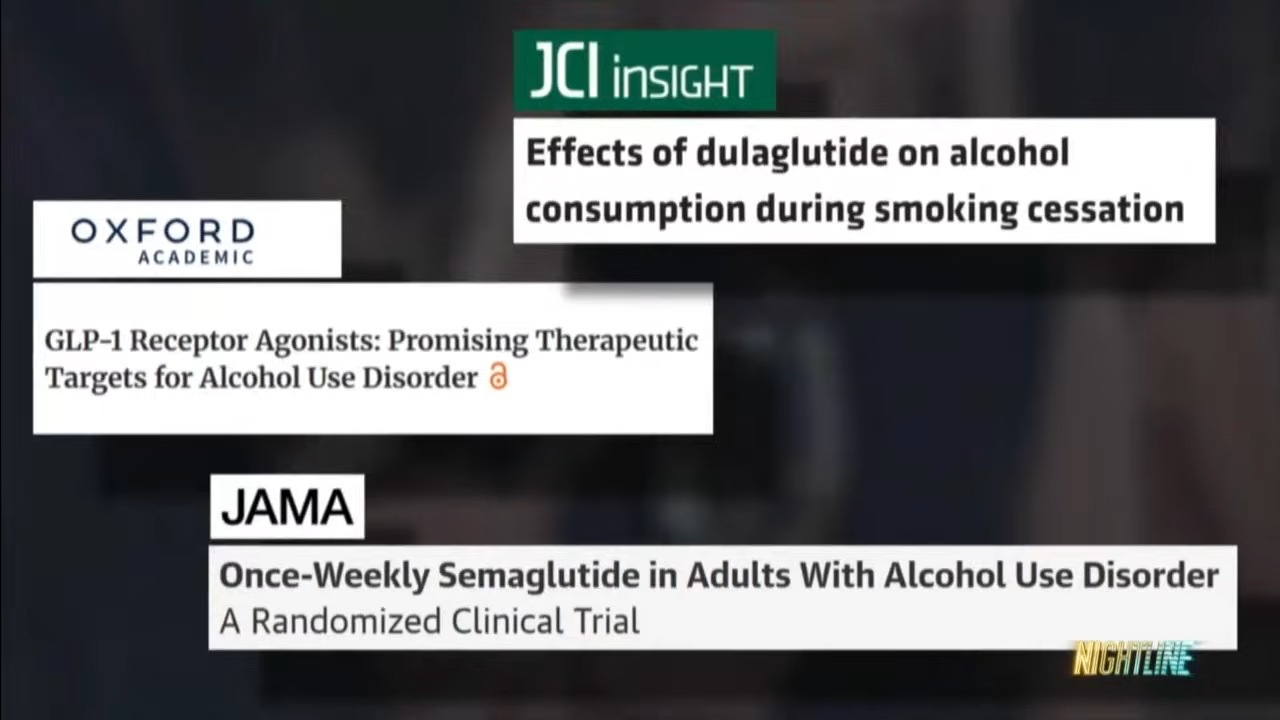 JCI insight
Effects of dulaglutide on alcohol
consumption during smoking cessation
OXFORD
ACADEMIC
GLP-1 Receptor Agonists: Promising Therapeutic
Targets for Alcohol Use Disorder
JAMA
Once-Weekly Semaglutide in Adults With Alcohol Use Disorder
A Randomized Clinical Trial
NIGHTLINE